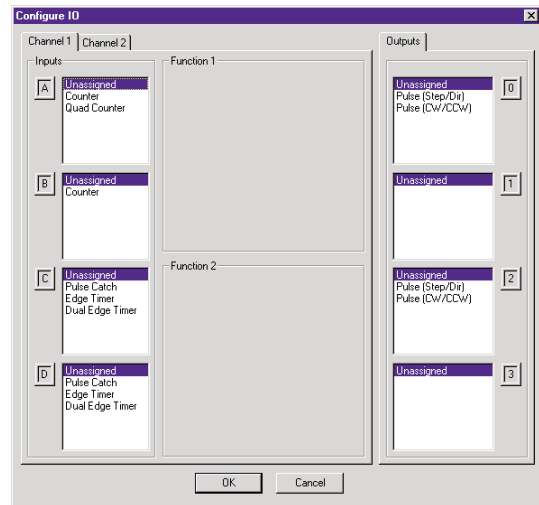 Configure IO
Channel 1 Channel 2
Outputs
Inputs
Function 1
A
Unassigned
Counter
Quad Counter
B
Unassigned
Counter
C
Unassigned
Pulse Catch
Edge Timer
Dual Edge Timer
D
Unassigned
Pulse Catch
Edge Timer
Dual Edge Timer
Function 2
Unassigned
Pulse (Step/Dir)
Pulse (CW/CCW)
0
Unassigned
1
Unassigned
Pulse (Step/Dir)
Pulse (CW/CCW)
2
Unassigned
3
OK
Cancel